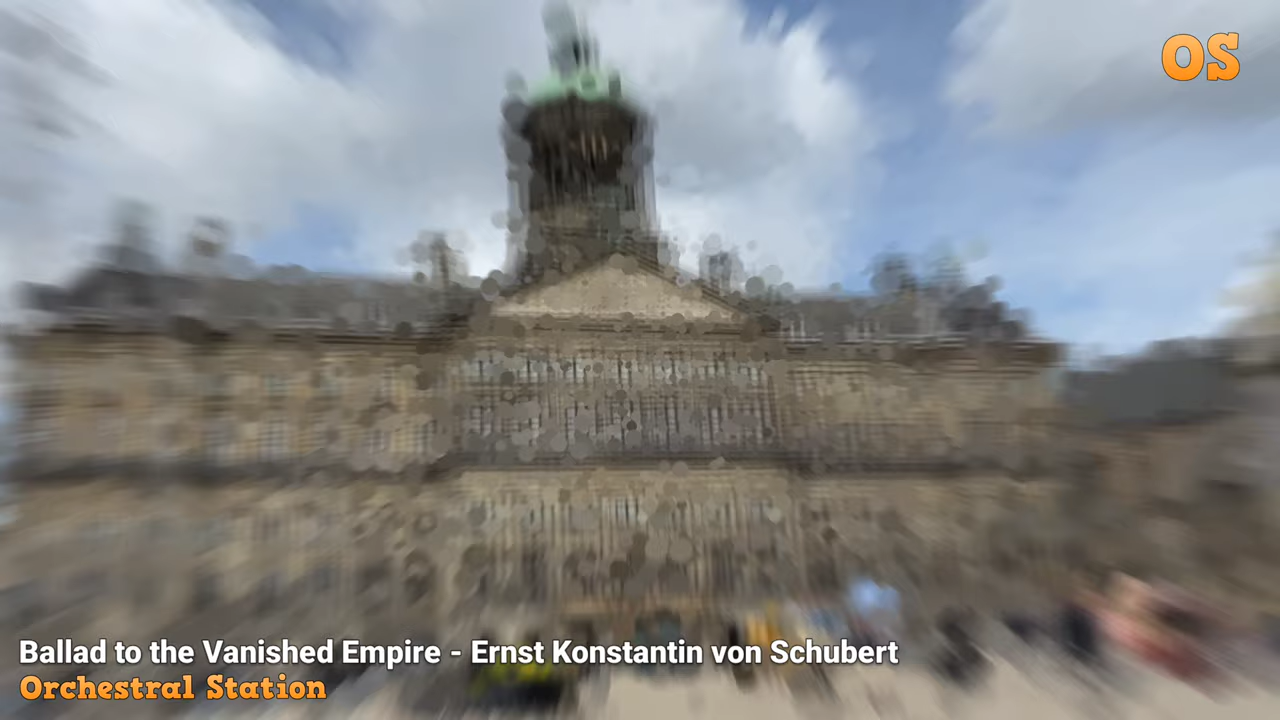 OS
Ballad to the Vanished Empire - Ernst Konstantin von Schubert
Orchestral Station